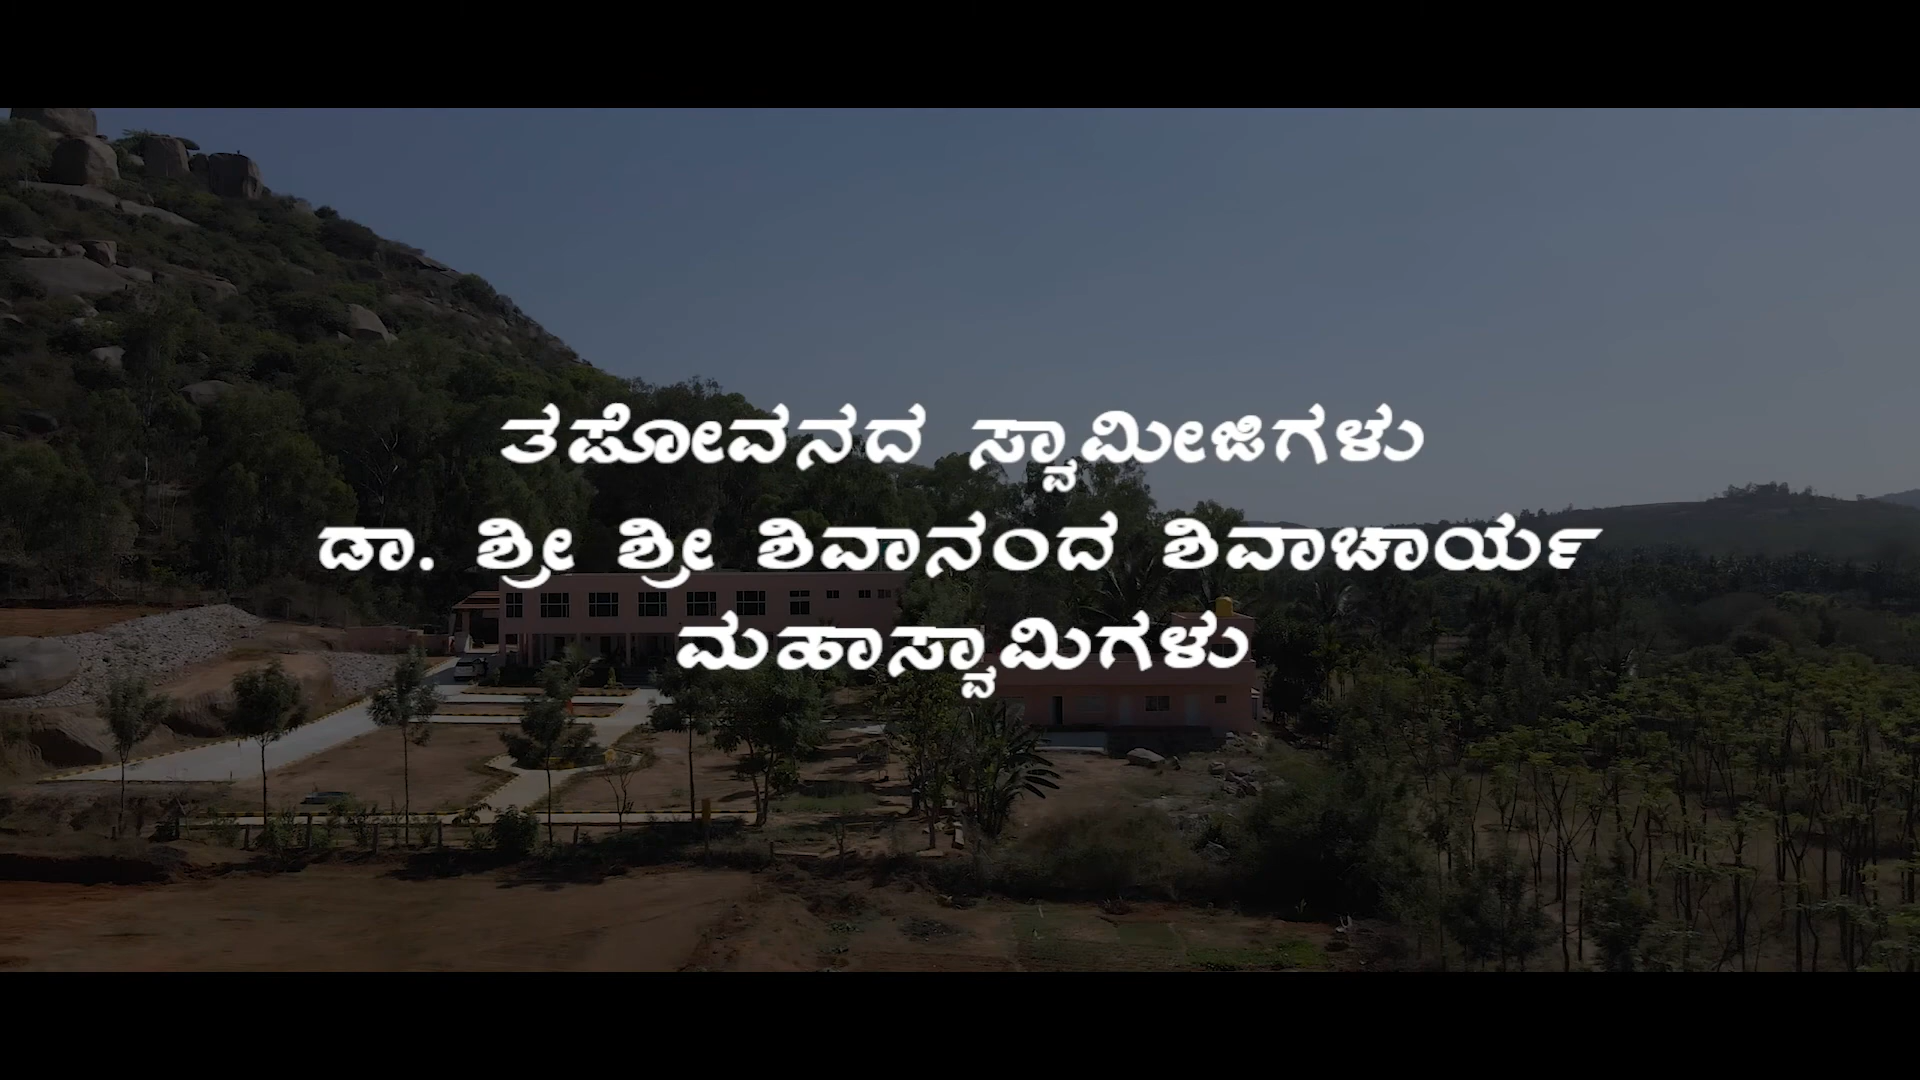 ತಪೋವನದ ಸ್ವಾಮೀಜಿಗಳು
ಡಾ. ಶ್ರೀ ಶ್ರೀ ಶಿವಾನಂದ ಶಿವಾಚಾರ್ಯ
ಮಹಾಸ್ವಾಮಿಗಳು